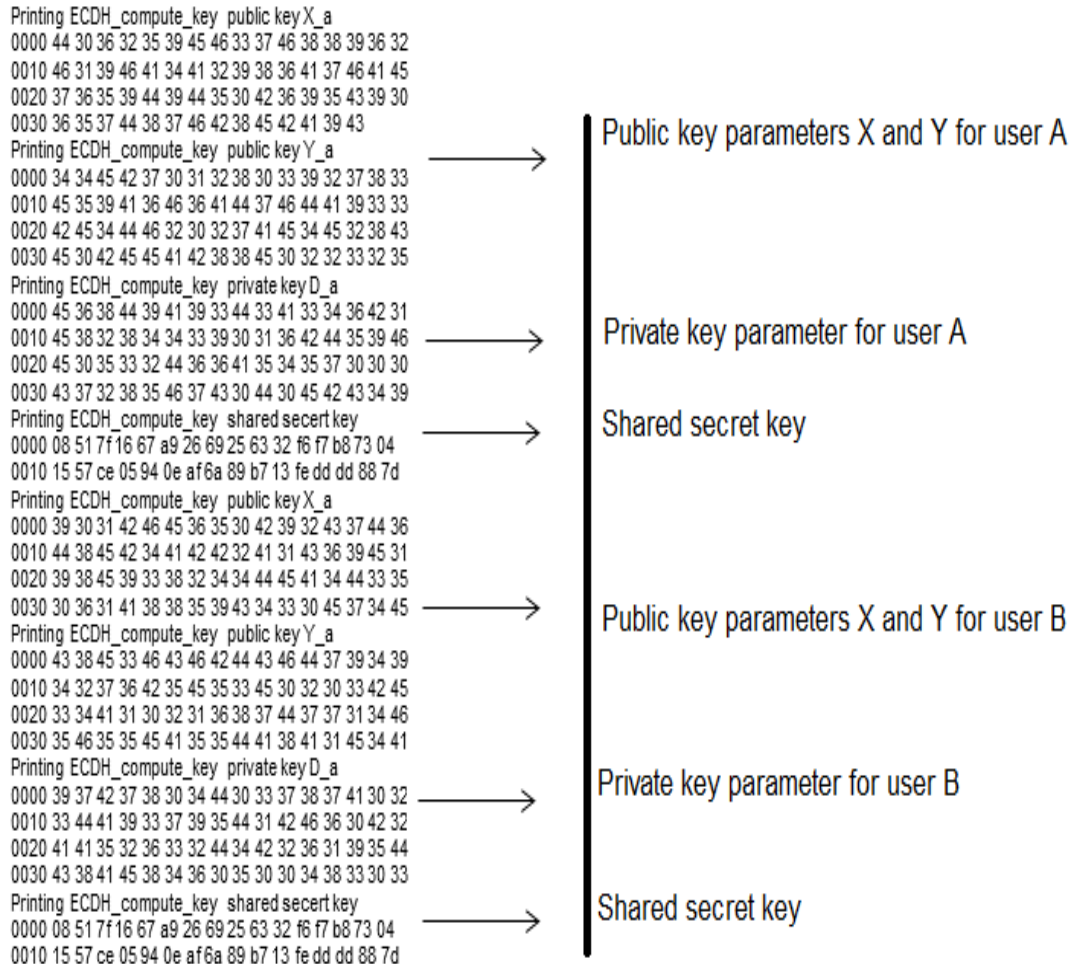 Printing ECDH_compute_key public key X_a
0000 44 30 36 32 35 39 45 46 33 37 46 38 38 39 36 32
0010 46 31 39 46 41 34 41 32 39 38 36 41 37 46 41 45
0020 37 36 35 39 44 39 44 35 30 42 36 39 35 43 39 30
0030 36 35 37 44 38 37 46 42 38 45 42 41 39 43
Printing ECDH_compute_key public key Y_a
0000 34 34 45 42 37 30 31 32 38 30 33 39 32 37 38 33
0010 45 35 39 41 36 46 36 41 44 37 46 44 41 39 33 33
0020 42 45 34 44 46 32 30 32 37 41 45 34 45 32 38 43
0030 45 30 42 45 45 41 42 38 38 45 30 32 32 33 32 35
Public key parameters X and Y for user A
Printing ECDH_compute_key private key D_a
0000 45 36 38 44 39 41 39 33 44 33 41 33 34 36 42 31
0010 45 38 32 38 34 34 33 39 30 31 36 42 44 35 39 46
0020 45 30 35 33 32 44 36 36 41 35 34 35 37 30 30 30
0030 43 37 32 38 35 46 37 43 30 44 30 45 42 43 34 39
Private key parameter for user A
Printing ECDH_compute_key shared secert key
0000 08 51 7f 16 67 a9 26 69 25 63 32 f6 f7 b8 73 04
0010 15 57 ce 05 94 0e af 6a 89 b7 13 fe dd dd 88 7d
Shared secret key
Printing ECDH_compute_key public key X_a
0000 39 30 31 42 46 45 36 35 30 42 39 32 43 37 44 36
0010 44 38 45 42 34 41 42 42 32 41 31 43 36 39 45 31
0020 39 38 45 39 33 38 32 34 34 44 45 41 34 44 33 35
0030 30 36 31 41 38 38 35 39 43 34 33 30 45 37 34 45
Printing ECDH_compute_key public key Y_a
0000 43 38 45 33 46 43 46 42 44 43 46 44 37 39 34 39
0010 34 32 37 36 42 35 45 35 33 45 30 32 30 33 42 45
0020 33 34 41 31 30 32 31 36 38 37 44 37 37 31 34 46
0030 35 46 35 35 45 41 35 35 44 41 38 41 31 45 34 41
Public key parameters X and Y for user B
Printing ECDH_compute_key private key D_a
0000 39 37 42 37 38 30 34 44 30 33 37 38 37 41 30 32
0010 33 44 41 39 33 37 39 35 44 31 42 46 36 30 42 32
0020 41 41 35 32 36 33 32 44 34 42 32 36 31 39 35 44
0030 43 38 41 45 38 34 36 30 35 30 30 34 38 33 30 33
Private key parameter for user B
Printing ECDH_compute_key shared secert key
0000 08 51 7f 16 67 a9 26 69 25 63 32 f6 f7 b8 73 04
0010 15 57 ce 05 94 0e af 6a 89 b7 13 fe dd dd 88 7d
Shared secret key